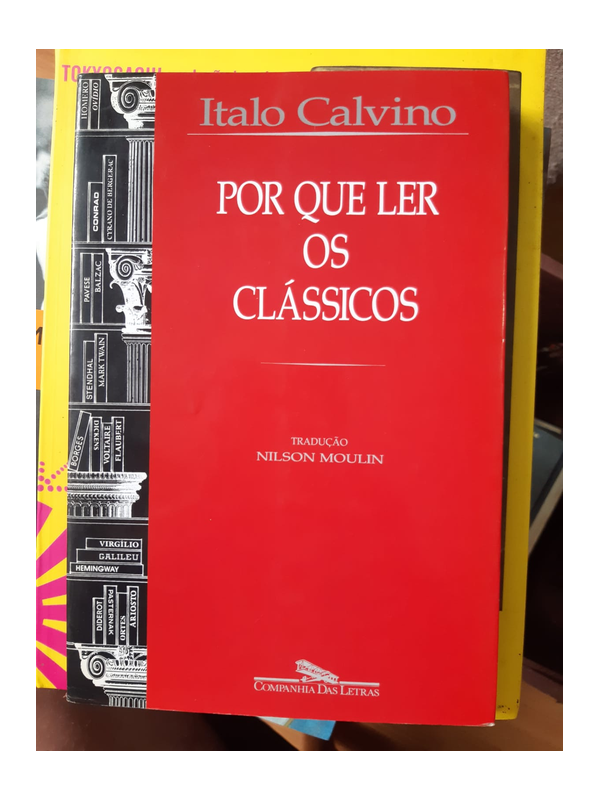 TOKYOGAQUI
Italo Calvino
POR QUE LER
OS
CLÁSSICOS
TRADUÇÃO
NILSON MOULIN
COMPANHIA DAS LETRAS
HOMERO
OVÍDIO
CONRAD
CYRANO DE BERGERAC
PAVESE
BALZAC
STENDHAL
MARK TWAIN
BORGES
DICKENS
VOLTAIRE
FLAUBERT
VIRGÍLIO
GALILEU
HEMINGWAY
DIDEROT
PASTERNAK
ORTES
ARIOSTO